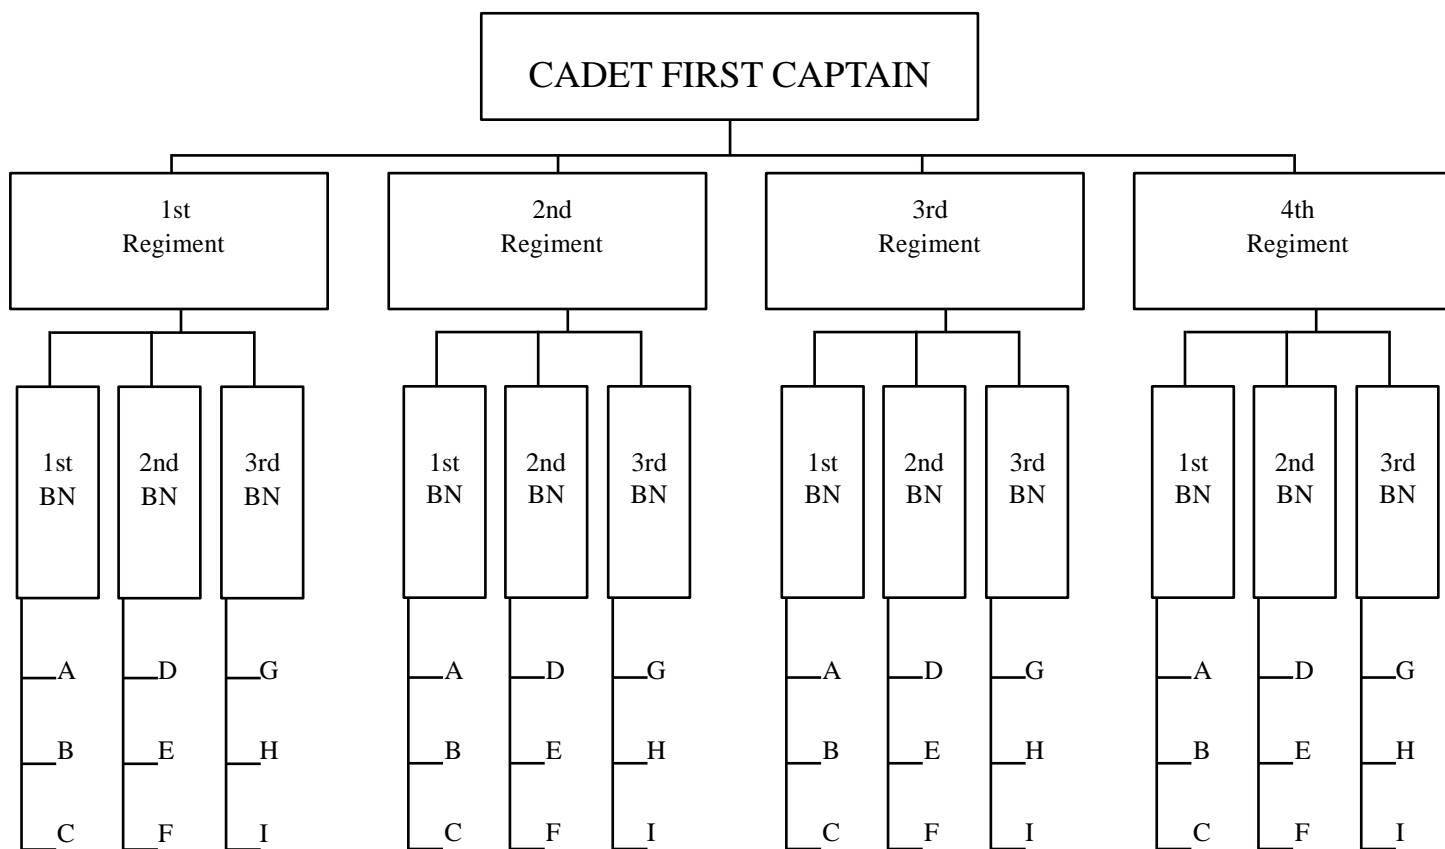 CADET FIRST CAPTAIN
1st
Regiment
2nd
Regiment
3rd
Regiment
4th
Regiment
1st
BN
2nd
BN
3rd
BN
1st
BN
2nd
BN
3rd
BN
1st
BN
2nd
BN
3rd
BN
1st
BN
2nd
BN
3rd
BN
A
D
G
A
D
G
A
D
G
A
D
G
B
E
H
B
E
H
B
E
H
B
E
H
C
F
I
C
F
I
C
F
I
C
F
I